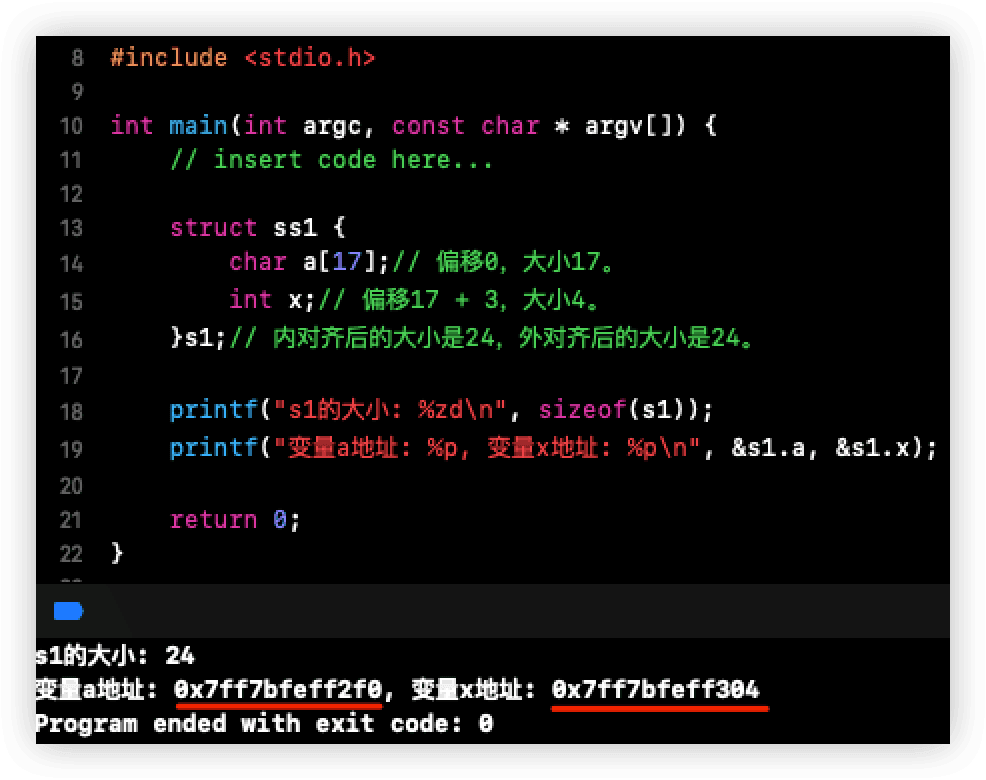 8 #include <stdio.h>
9
10 int main(int argc, const char * argv[]) {
11     // insert code here...
12
13     struct ss1 {
14         char a[17];// 偏移0，大小17。
15         int x;// 偏移17 + 3，大小4。
16     }s1;// 内对齐后的大小是24，外对齐后的大小是24。
17
18     printf("s1的大小: %zd\n", sizeof(s1));
19     printf("变量a地址: %p, 变量x地址: %p\n", &s1.a, &s1.x);
20
21     return 0;
22 }
s1的大小: 24
变量a地址: 0x7ff7bfeff2f0, 变量x地址: 0x7ff7bfeff304
Program ended with exit code: 0